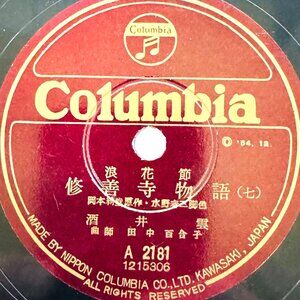 Columbia
Columbia
Ⓟ '54. 12.
浪花節
修善寺物語(七)
岡本綺堂原作・水野春三脚色
酒井雲
曲師 田中百合子
A 2181
1215306
MADE BY NIPPON COLUMBIA CO., LTD. KAWASAKI, JAPAN
ALL RIGHTS RESERVED